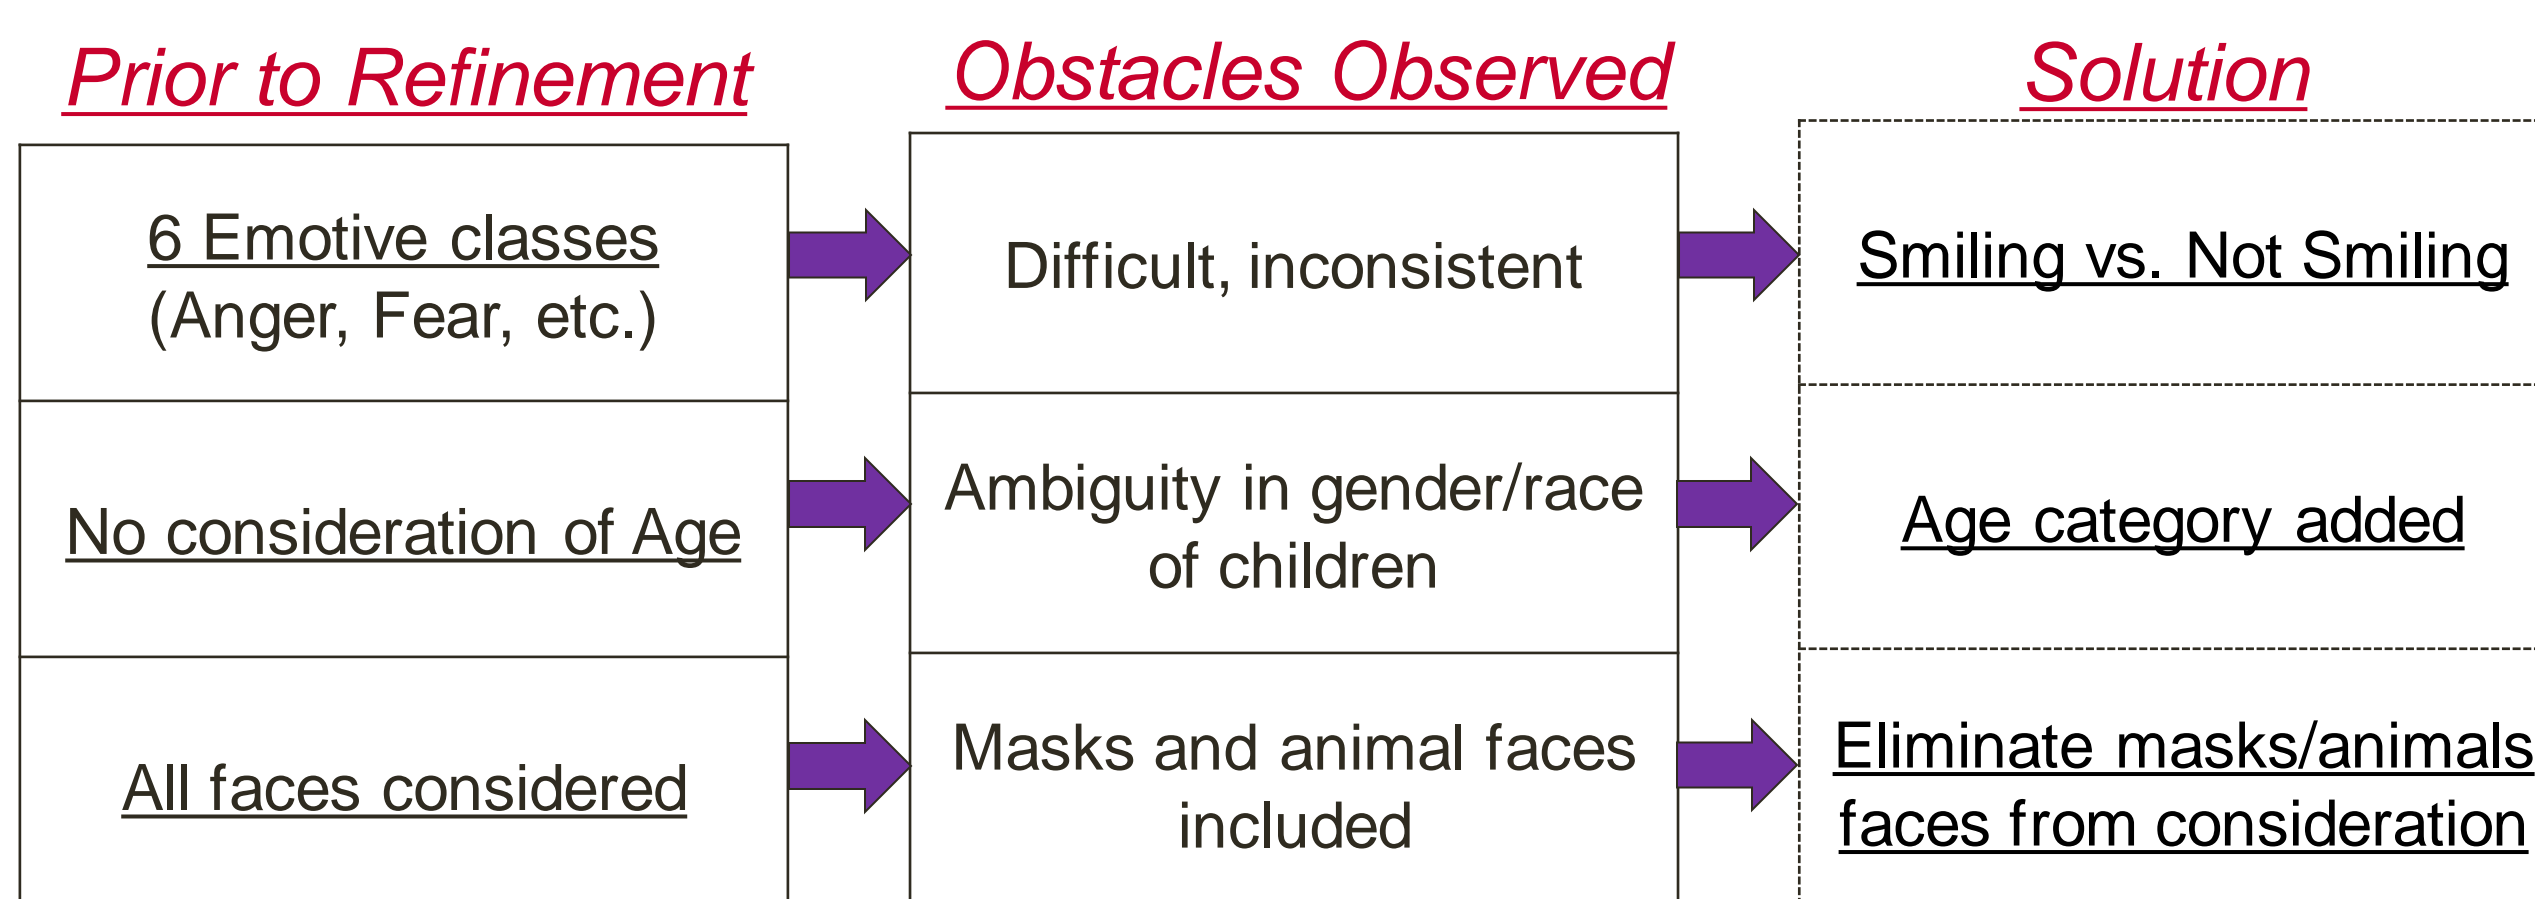 Prior to Refinement
Obstacles Observed
Solution
6 Emotive classes
(Anger, Fear, etc.)
Difficult, inconsistent
Smiling vs. Not Smiling
No consideration of Age
Ambiguity in gender/race
of children
Age category added
All faces considered
Masks and animal faces
included
Eliminate masks/animals
faces from consideration